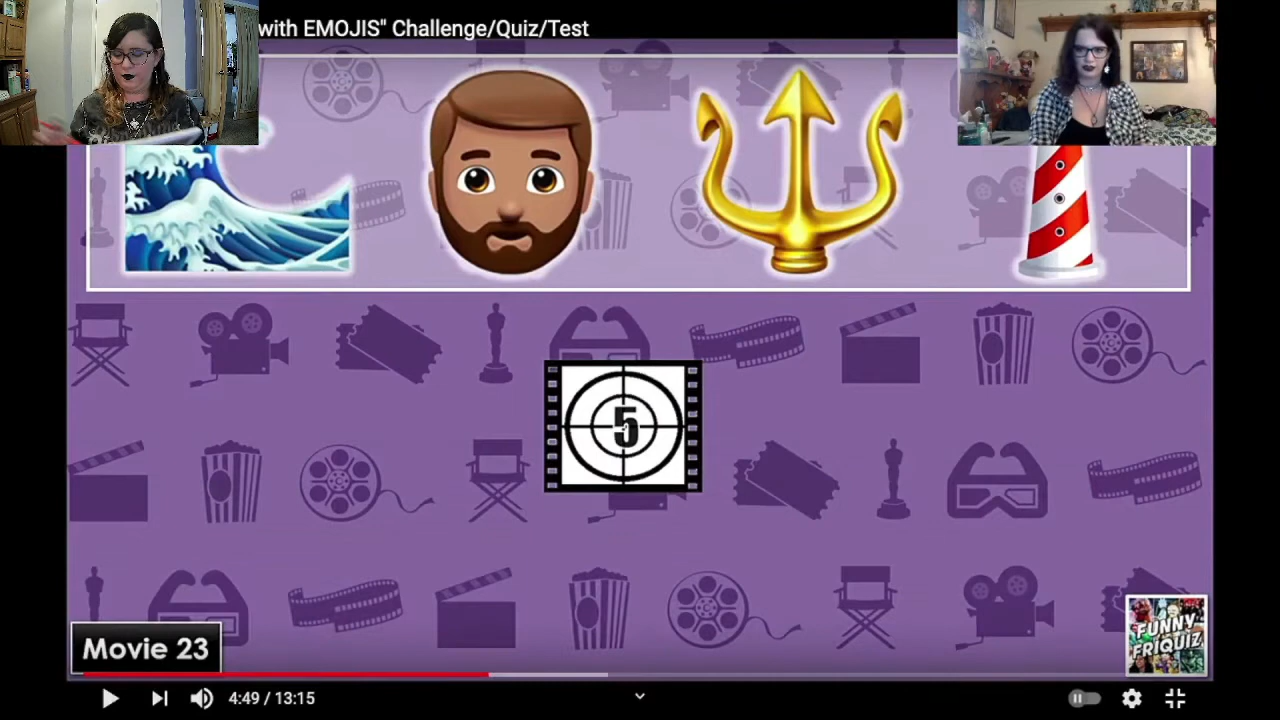 with EMOJIS" Challenge/Quiz/Test
5
Movie 23
FUNNY
FRIQUIZ
4:49 / 13:15